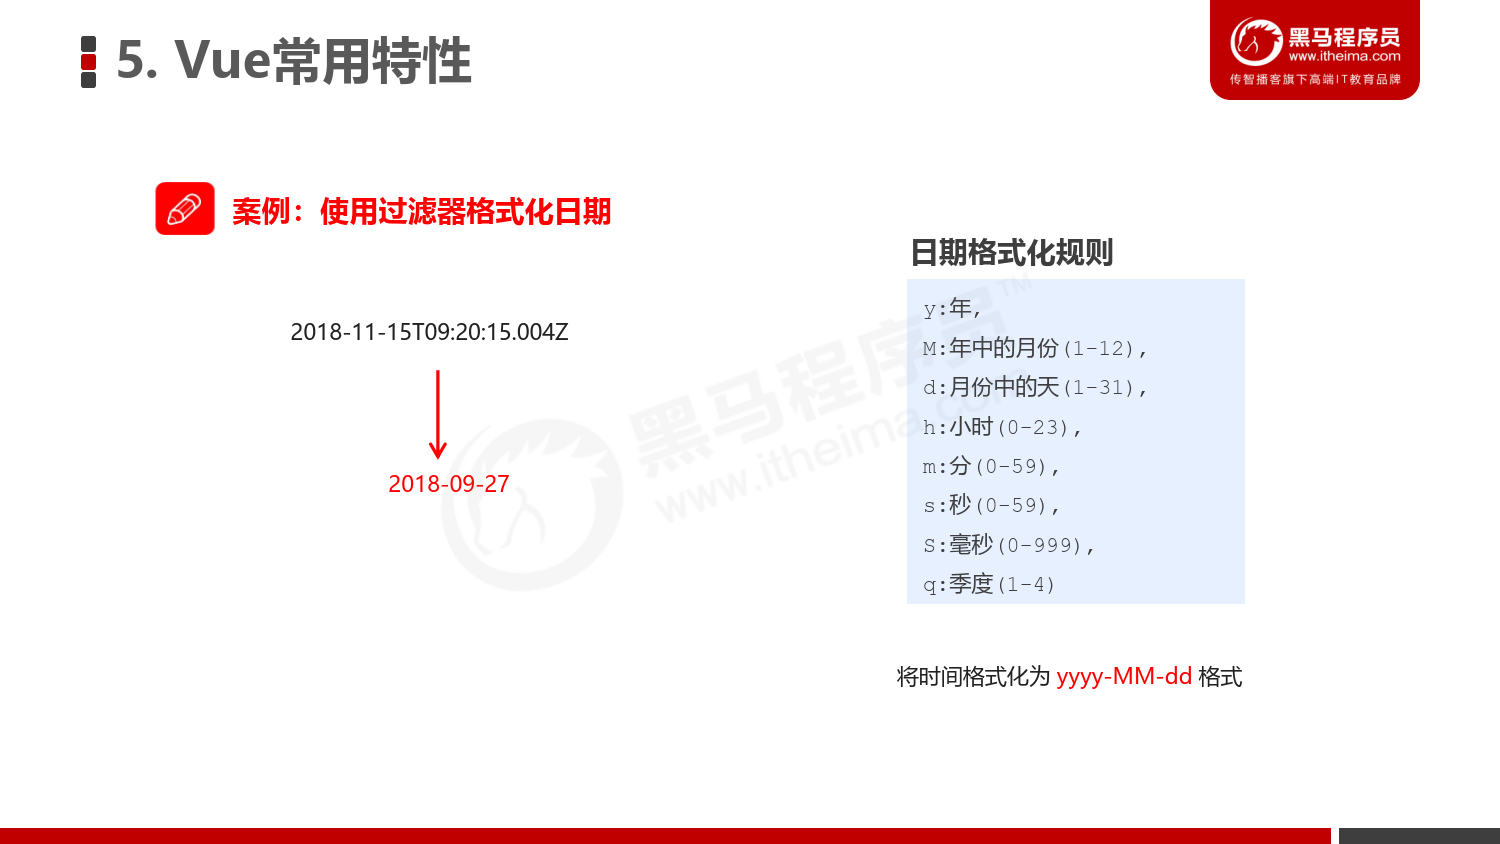 5. Vue常用特性
黑马程序员
www.itheima.com
传智播客旗下高端IT教育品牌
案例：使用过滤器格式化日期
2018-11-15T09:20:15.004Z
2018-09-27
日期格式化规则
y:年,
M:年中的月份(1-12),
d:月份中的天(1-31),
h:小时(0-23),
m:分(0-59),
s:秒(0-59),
S:毫秒(0-999),
q:季度(1-4)
将时间格式化为 yyyy-MM-dd 格式
黑马程序员™
www.itheima.com